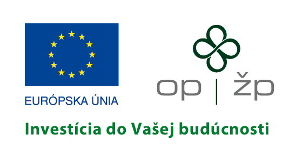 EURÓPSKA ÚNIA
op žp
Investícia do Vašej budúcnosti